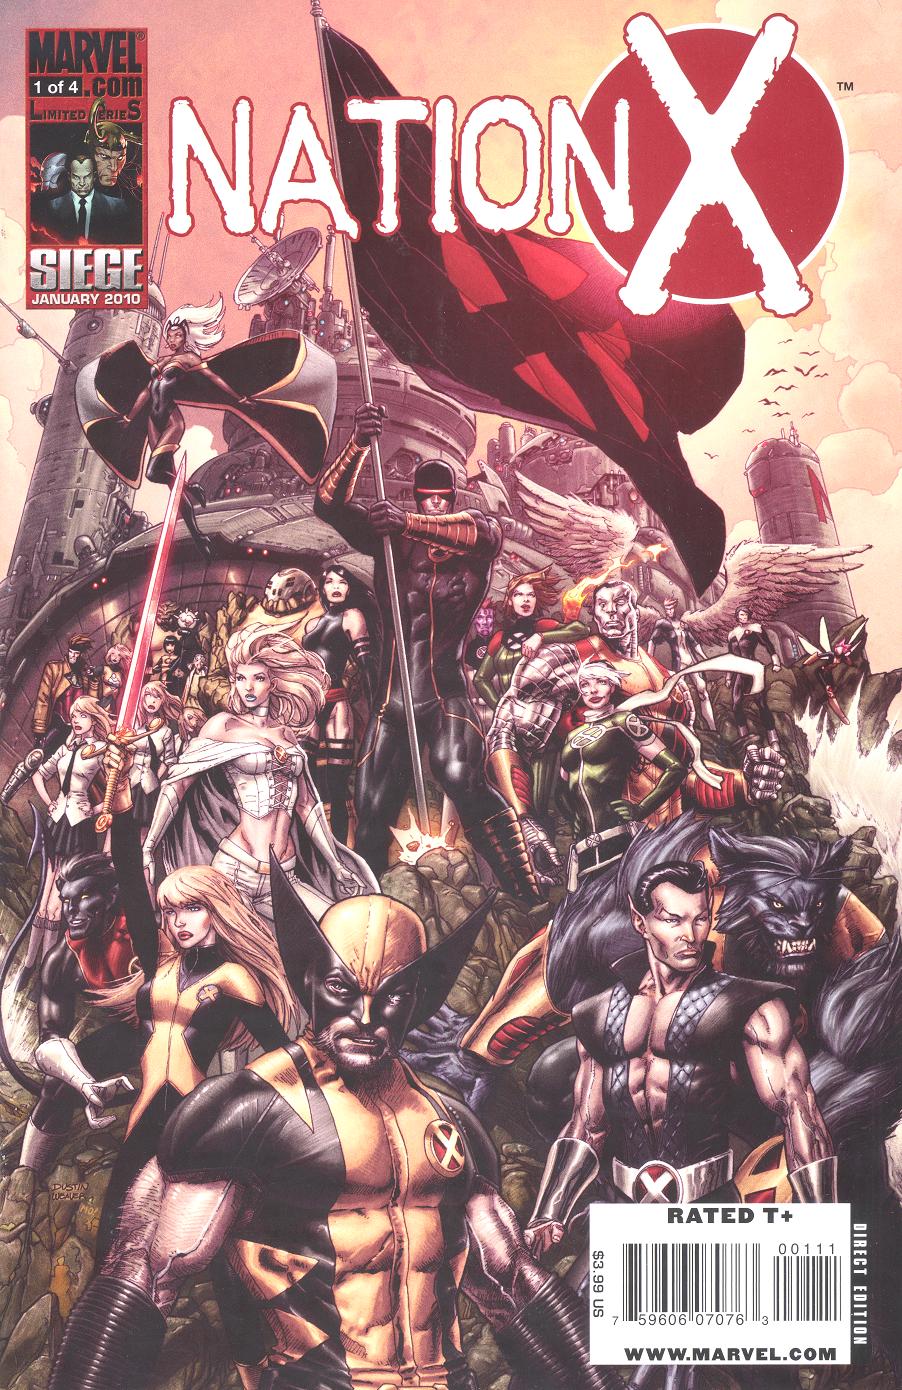 MARVEL®
1 of 4 .com
LIMITED SERIES
SIEGE
JANUARY 2010
NATION X ™
DUSTIN
WEAVER
RATED T+
$3.99 US
00111
7 59606 07076 3
DIRECT EDITION
WWW.MARVEL.COM